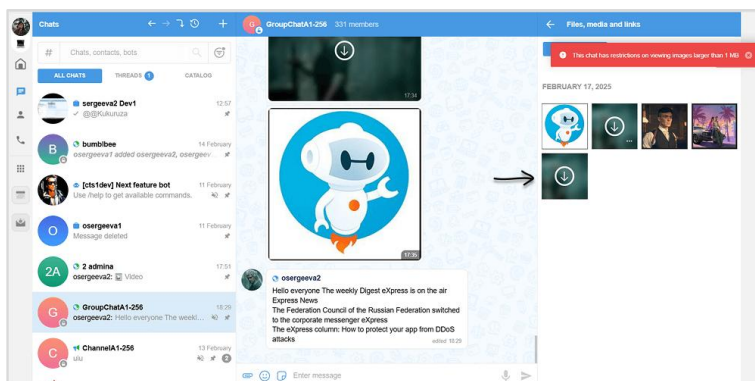 Chats
GroupChatA1-256 331 members
Files, media and links
This chat has restrictions on viewing images larger than 1 MB
# Chats, contacts, bots
ALL CHATS THREADS 1 CATALOG
sergeeva2 Dev1 12:57
@@Kukuruza
B bumblbee 14 February
osergeeva1 added osergeeva2, osergeev
[cts1dev] Next feature bot 11 February
Use /help to get available commands.
O osergeeva1 11 February
Message deleted
2A 2 admina 17:51
osergeeva2: Video
G GroupChatA1-256 18:29
osergeeva2: Hello everyone The weekl...
C ChannelA1-256 13 February
uiu 2
17:34
17:35
osergeeva2
Hello everyone The weekly Digest eXpress is on the air
Express News
The Federation Council of the Russian Federation switched
to the corporate messenger eXpress
The eXpress column: How to protect your app from DDoS
attacks
edited 18:29
Enter message
FEBRUARY 17, 2025